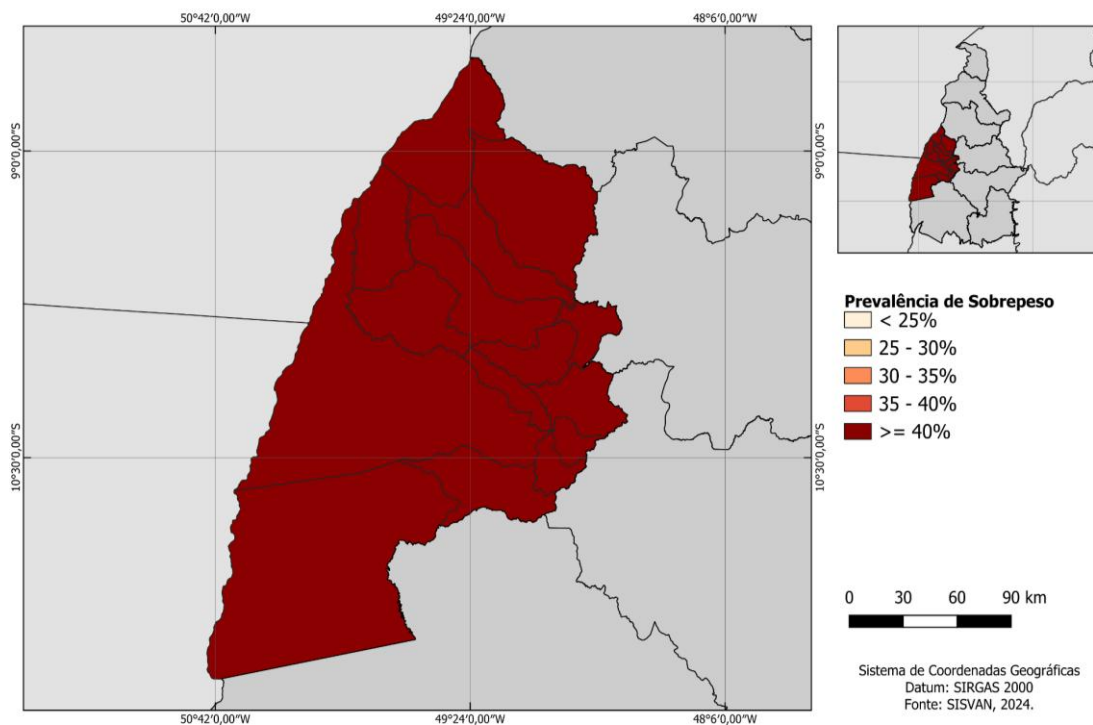 50°42'0,00"W
49°24'0,00"W
48°6'0,00"W
9°0'0,00"S
9°0'0,00"S
10°30'0,00"S
10°30'0,00"S
50°42'0,00"W
49°24'0,00"W
48°6'0,00"W
Prevalência de Sobrepeso
< 25%
25 - 30%
30 - 35%
35 - 40%
>= 40%
0 30 60 90 km
Sistema de Coordenadas Geográficas
Datum: SIRGAS 2000
Fonte: SISVAN, 2024.